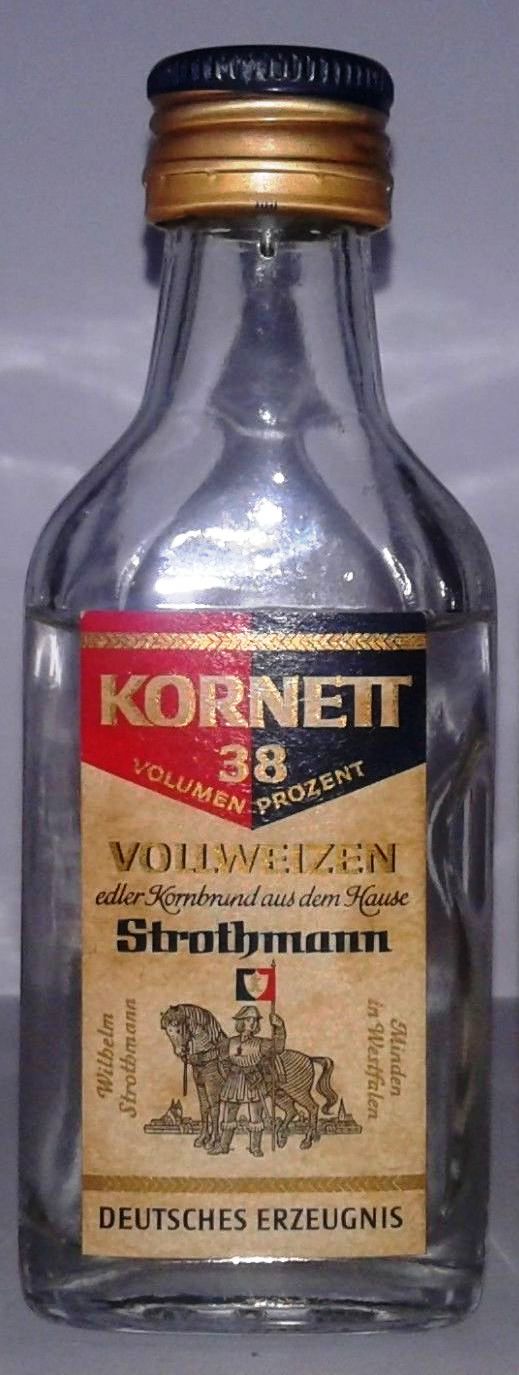 KORNETT
38
VOLUMEN PROZENT
VOLLWEIZEN
edler Kornbrand aus dem Hause
Strothmann
Wilhelm
Strothmann
Minden
in Westfalen
DEUTSCHES ERZEUGNIS